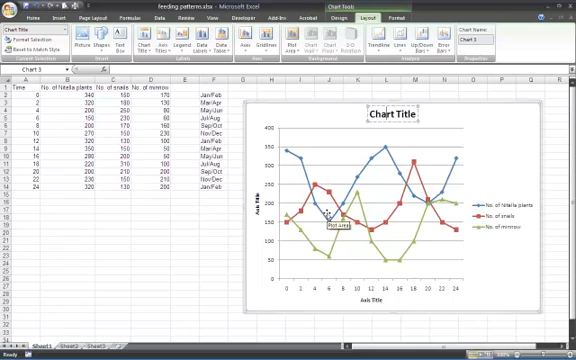 feeding patterns.xlsx - Microsoft Excel
Chart Tools
Home Insert Page Layout Formulas Data Review View Developer Add-Ins Acrobat Design Layout Format
Chart Title
Format Selection
Reset to Match Style
Current Selection
Picture Shapes Text Box
Insert
Chart Title Axis Titles Legend Data Labels Data Table
Labels
Axes Gridlines
Axes
Plot Area Chart Wall Chart Floor 3-D Rotation
Background
Trendline Lines Up/Down Bars Error Bars
Analysis
Chart Name:
Chart 3
Properties
Chart 3
A B C D E F G H I J K L M N O P Q R
Time No. of Nitella plants No. of snails No. of minrow
0 340 150 170 Jan/Feb
2 320 180 130 Mar/Apr
4 200 250 80 May/Jun
6 150 230 60 Jul/Aug
8 200 170 160 Sep/Oct
10 270 150 230 Nov/Dec
12 320 130 100 Jan/Feb
14 350 150 50 Mar/Apr
16 280 200 50 May/Jun
18 220 310 100 Jul/Aug
20 200 210 200 Sep/Oct
22 230 150 210 Nov/Dec
24 320 130 200 Jan/Feb
Chart Title
400
350
300
250
200
150
100
50
0
0 2 4 6 8 10 12 14 16 18 20 22 24
Axis Title
Axis Title
Plot Area
No. of Nitella plants
No. of snails
No. of minrow
Sheet1 Sheet2 Sheet3
Ready
100%